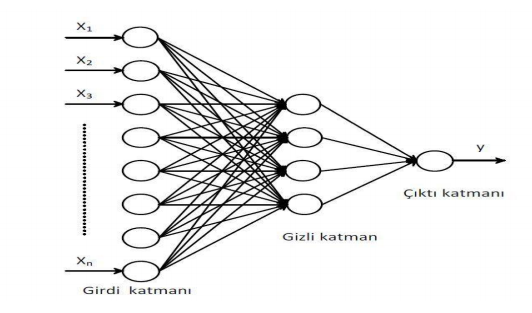 X₁
X₂
X₃
y
Çıktı katmanı
Gizli katman
Xₙ
Girdi katmanı